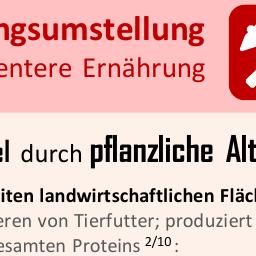 ngsumstellung
entere Ernährung
el durch pflanzliche Alt
iten landwirtschaftlichen Fläch
eren von Tierfutter; produziert
esamten Proteins 2/10: